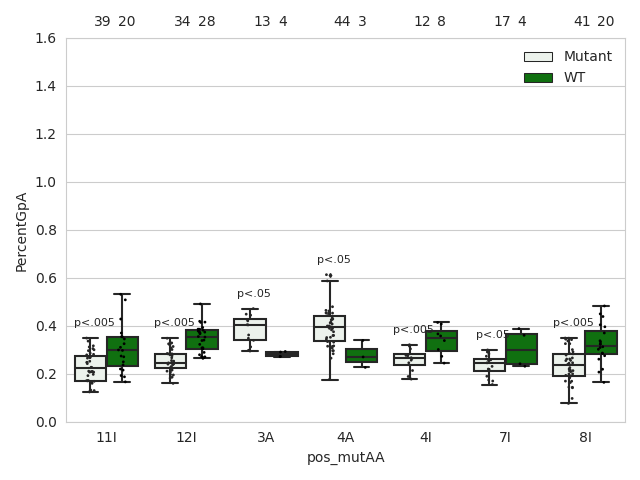 39 20 34 28 13 4 44 3 12 8 17 4 41 20
1.6
Mutant
WT
1.4
1.2
1.0
0.8
PercentGpA
p<.05
0.6
p<.05
p<.005
p<.005
p<.005
p<.05
p<.005
0.4
0.2
0.0
11I 12I 3A 4A 4I 7I 8I
pos_mutAA